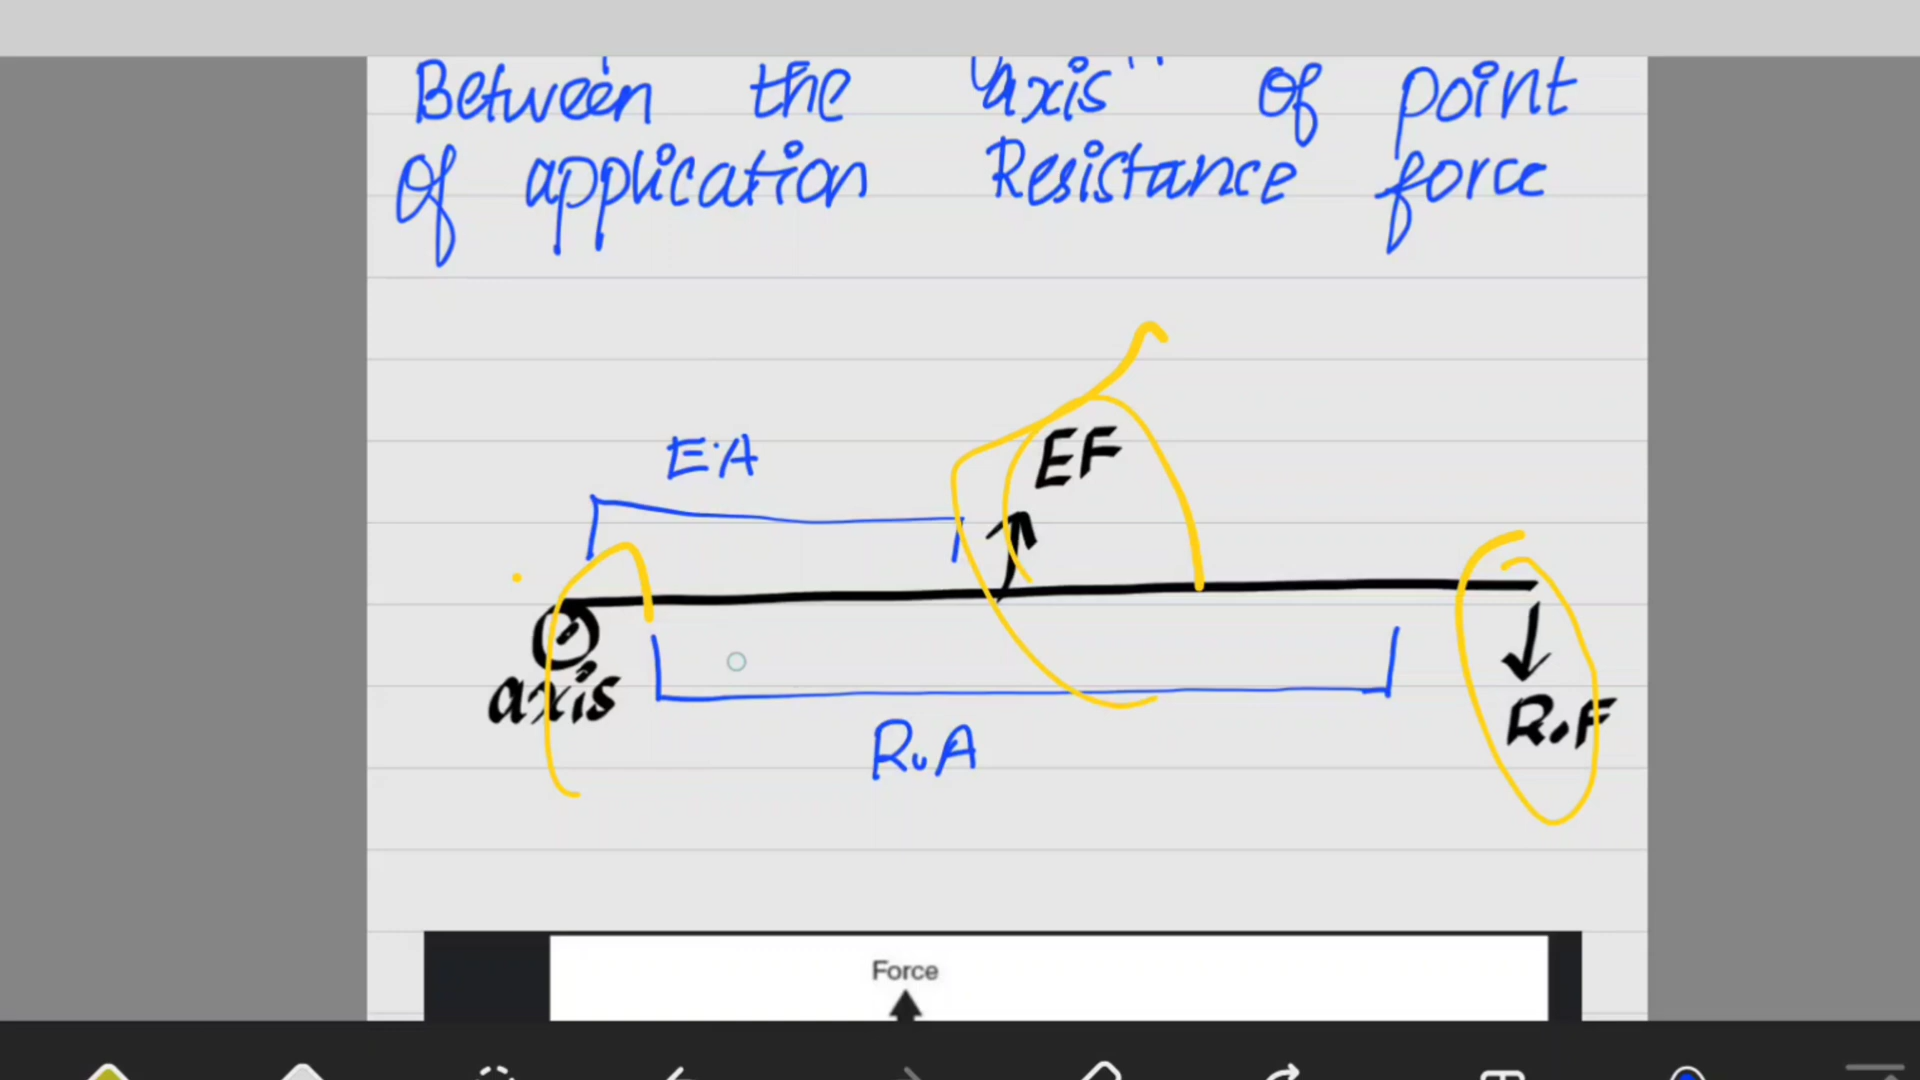 Between the "axis" Of point
Of application Resistance force
E.A
EF
axis
R.A
R.F
Force